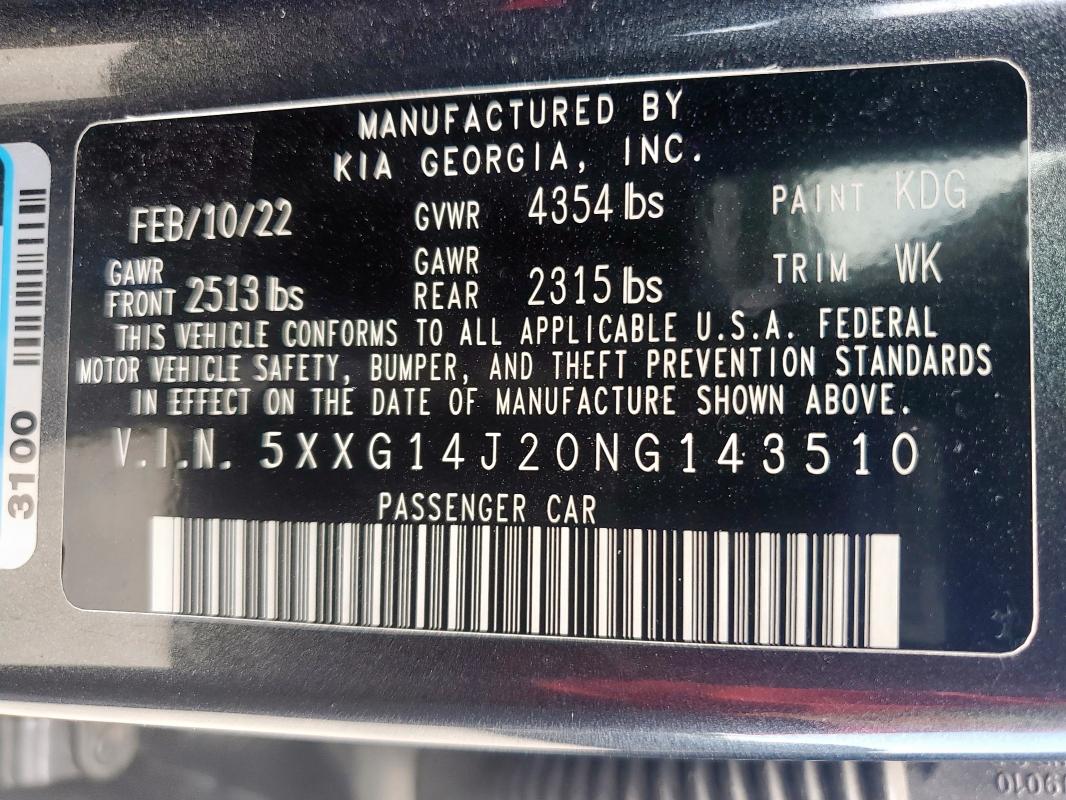 MANUFACTURED BY
KIA GEORGIA, INC.
FEB/10/22 GVWR 4354 lbs PAINT KDG
GAWR FRONT 2513 lbs GAWR REAR 2315 lbs TRIM WK
THIS VEHICLE CONFORMS TO ALL APPLICABLE U.S.A. FEDERAL
MOTOR VEHICLE SAFETY, BUMPER, AND THEFT PREVENTION STANDARDS
IN EFFECT ON THE DATE OF MANUFACTURE SHOWN ABOVE.
V.I.N. 5XXG14J20NG143510
PASSENGER CAR
3100